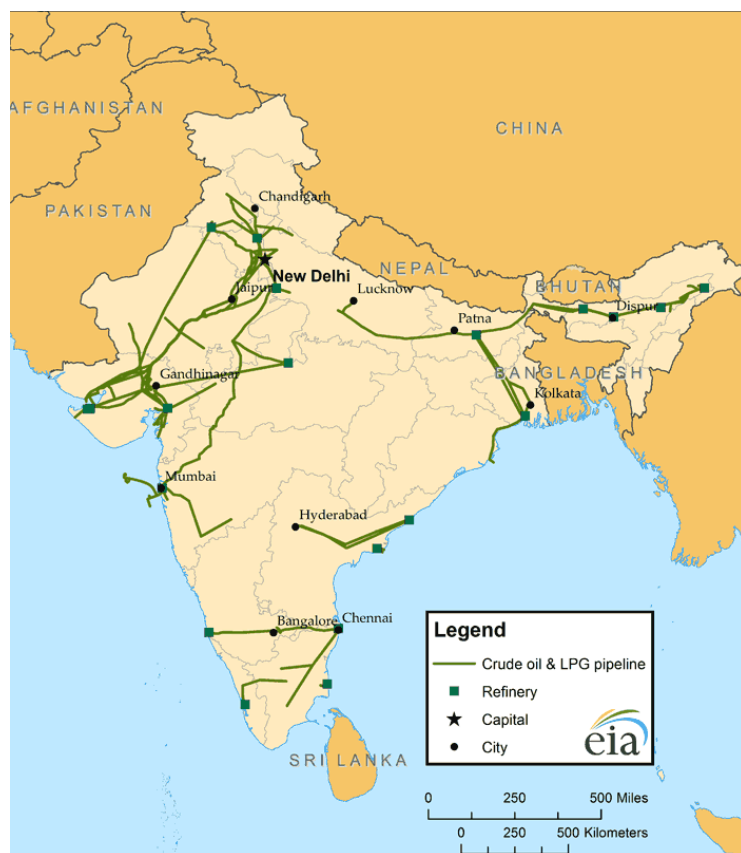 AFGHANISTAN
CHINA
PAKISTAN
Chandigarh
New Delhi
NEPAL
Jaipur
Lucknow
BHUTAN
Dispur
Patna
BANGLADESH
Gandhinagar
Kolkata
Mumbai
Hyderabad
Bangalore
Chennai
SRI LANKA
Legend
Crude oil & LPG pipeline
Refinery
Capital
City
eia
0 250 500 Miles
0 250 500 Kilometers